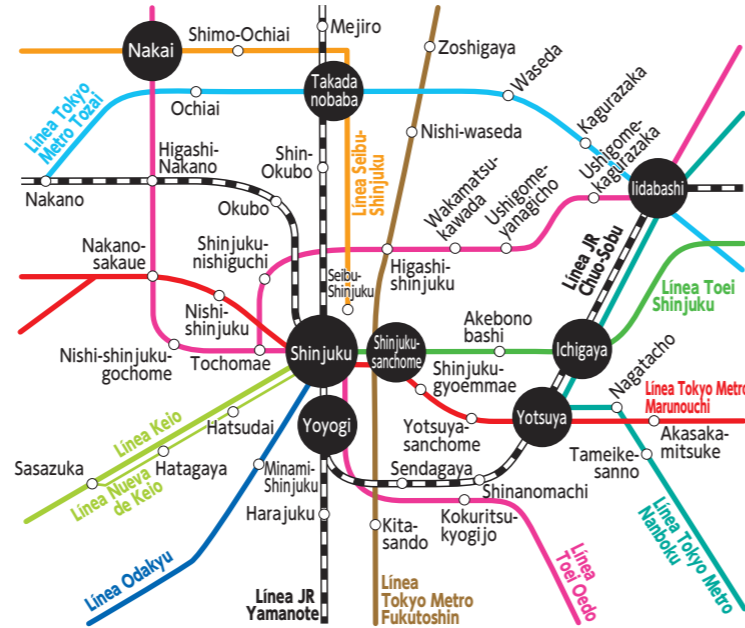 Mejiro
Shimo-Ochiai
Nakai
Zoshigaya
Takada
nobaba
Waseda
Ochiai
Línea Tokyo
Metro Tozai
Kagurazaka
Nishi-waseda
Ushigome-
kagurazaka
Higashi-
Nakano
Shin-
Okubo
Línea Seibu-
Shinjuku
Wakamatsu-
kawada
Ushigome-
yanagicho
Iidabashi
Nakano
Okubo
Nakano-
sakaue
Shinjuku-
nishiguchi
Seibu-
Shinjuku
Higashi-
shinjuku
Línea JR
Chuo-Sobu
Línea Toei
Shinjuku
Nishi-
shinjuku
Akebono
bashi
Nishi-shinjuku-
gochome
Tochomae
Shinjuku
Shinjuku-
sanchome
Ichigaya
Shinjuku-
gyoemmae
Nagatacho
Línea Tokyo Metro
Marunouchi
Línea Keio
Hatsudai
Yoyogi
Yotsuya-
sanchome
Yotsuya
Akasaka-
mitsuke
Sasazuka
Hatagaya
Línea Nueva
de Keio
Minami-
Shinjuku
Sendagaya
Shinanomachi
Tameike-
sanno
Harajuku
Kita-
sando
Kokuritsu-
kyogijo
Línea Tokyo Metro
Nanboku
Línea Odakyu
Línea JR
Yamanote
Línea
Tokyo Metro
Fukutoshin
Línea
Toei Oedo